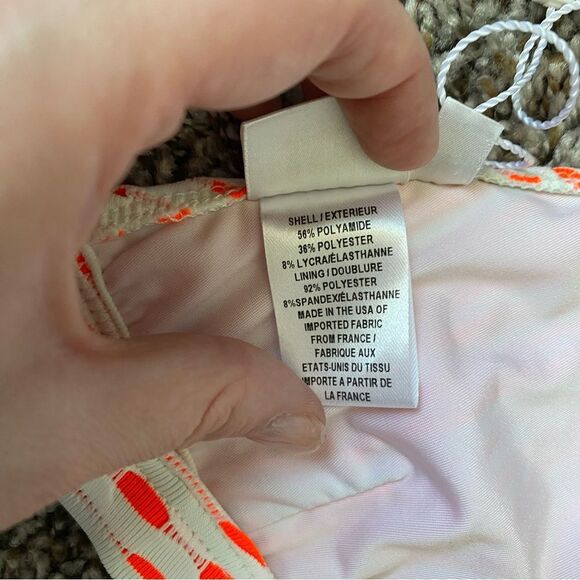 SHELL / EXTERIEUR
56% POLYAMIDE
36% POLYESTER
8% LYCRA/ÉLASTHANNE
LINING / DOUBLURE
92% POLYESTER
8%SPANDEX/ÉLASTHANNE
MADE IN THE USA OF
IMPORTED FABRIC
FROM FRANCE /
FABRIQUE AUX
ETATS-UNIS DU TISSU
IMPORTE A PARTIR DE
LA FRANCE